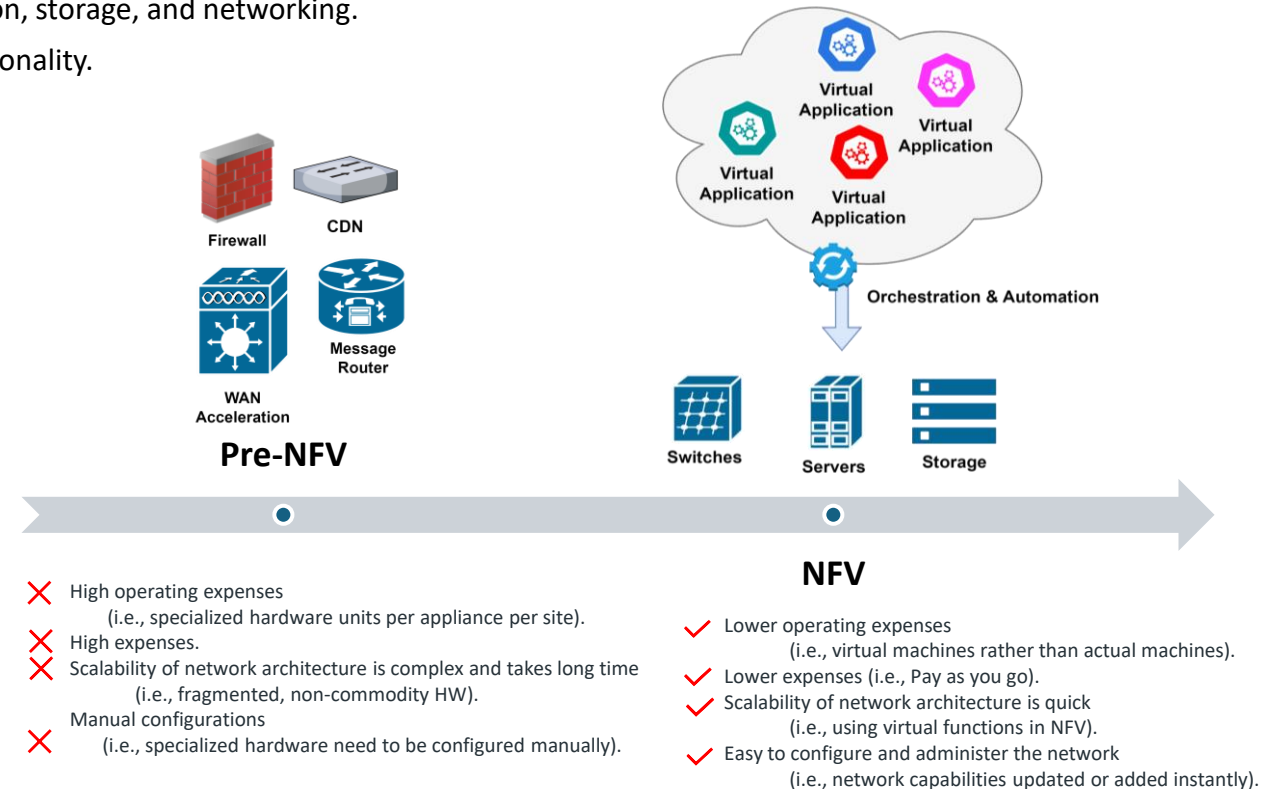 on, storage, and networking.
onality.
Firewall
CDN
WAN
Acceleration
Message
Router
Pre-NFV
Virtual
Application
Virtual
Application
Virtual
Application
Virtual
Application
Orchestration & Automation
Switches
Servers
Storage
NFV
High operating expenses
(i.e., specialized hardware units per appliance per site).
High expenses.
Scalability of network architecture is complex and takes long time
(i.e., fragmented, non-commodity HW).
Manual configurations
(i.e., specialized hardware need to be configured manually).
Lower operating expenses
(i.e., virtual machines rather than actual machines).
Lower expenses (i.e., Pay as you go).
Scalability of network architecture is quick
(i.e., using virtual functions in NFV).
Easy to configure and administer the network
(i.e., network capabilities updated or added instantly).